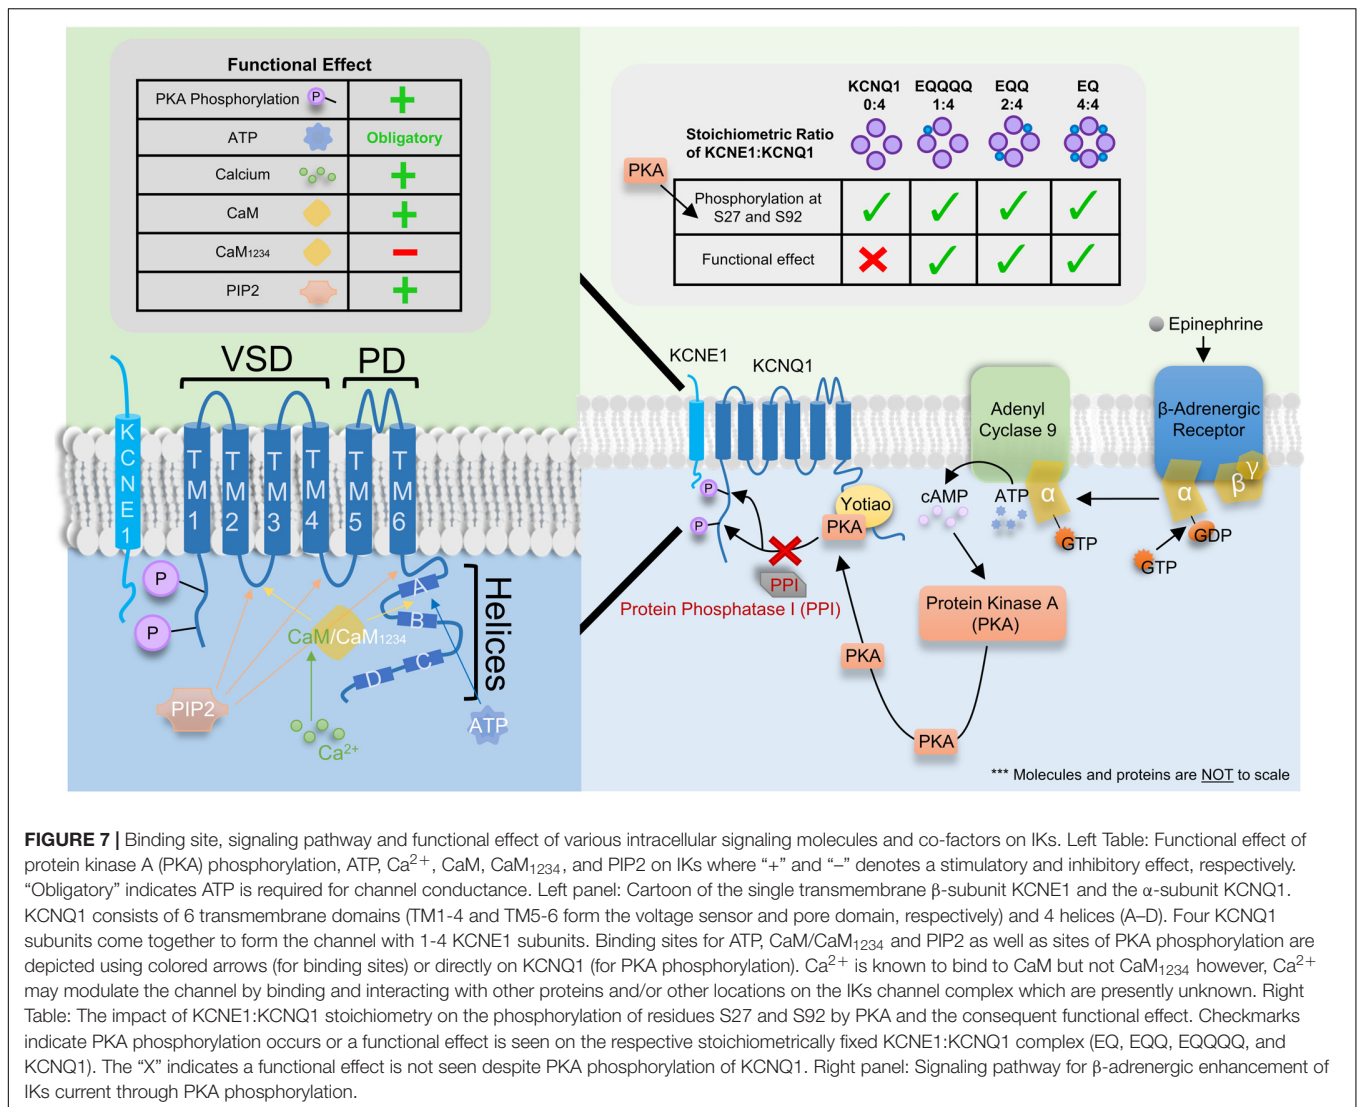 Functional Effect
PKA Phosphorylation P +
ATP Obligatory
Calcium +
CaM +
CaM1234 −
PIP2 +
KCNQ1 EQQQQ EQQ EQ
0:4 1:4 2:4 4:4
Stoichiometric Ratio
of KCNE1:KCNQ1
PKA
Phosphorylation at
S27 and S92 ✓ ✓ ✓ ✓
Functional effect ✗ ✓ ✓ ✓
VSD PD
KCNE1
TM1
TM2
TM3
TM4
TM5
TM6
P
P
A
B
C
D
Helices
CaM/CaM1234
PIP2
Ca2+
ATP
KCNE1
KCNQ1
Epinephrine
Adenyl
Cyclase 9
β-Adrenergic
Receptor
α
β
γ
α
GDP
GTP
GTP
ATP
cAMP
P
P
Yotiao
PKA
PPI
Protein Phosphatase I (PPI)
Protein Kinase A
(PKA)
PKA
PKA
*** Molecules and proteins are NOT to scale
FIGURE 7 | Binding site, signaling pathway and functional effect of various intracellular signaling molecules and co-factors on IKs. Left Table: Functional effect of
protein kinase A (PKA) phosphorylation, ATP, Ca2+, CaM, CaM1234, and PIP2 on IKs where “+” and “–” denotes a stimulatory and inhibitory effect, respectively.
“Obligatory” indicates ATP is required for channel conductance. Left panel: Cartoon of the single transmembrane β-subunit KCNE1 and the α-subunit KCNQ1.
KCNQ1 consists of 6 transmembrane domains (TM1-4 and TM5-6 form the voltage sensor and pore domain, respectively) and 4 helices (A–D). Four KCNQ1
subunits come together to form the channel with 1-4 KCNE1 subunits. Binding sites for ATP, CaM/CaM1234 and PIP2 as well as sites of PKA phosphorylation are
depicted using colored arrows (for binding sites) or directly on KCNQ1 (for PKA phosphorylation). Ca2+ is known to bind to CaM but not CaM1234 however, Ca2+
may modulate the channel by binding and interacting with other proteins and/or other locations on the IKs channel complex which are presently unknown. Right
Table: The impact of KCNE1:KCNQ1 stoichiometry on the phosphorylation of residues S27 and S92 by PKA and the consequent functional effect. Checkmarks
indicate PKA phosphorylation occurs or a functional effect is seen on the respective stoichiometrically fixed KCNE1:KCNQ1 complex (EQ, EQQ, EQQQQ, and
KCNQ1). The “X” indicates a functional effect is not seen despite PKA phosphorylation of KCNQ1. Right panel: Signaling pathway for β-adrenergic enhancement of
IKs current through PKA phosphorylation.